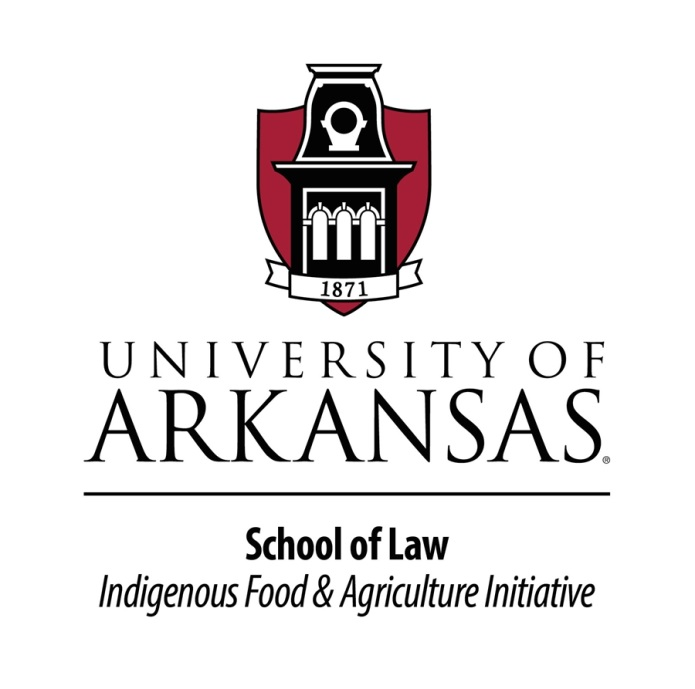 1871
UNIVERSITY OF
ARKANSAS®
School of Law
Indigenous Food & Agriculture Initiative